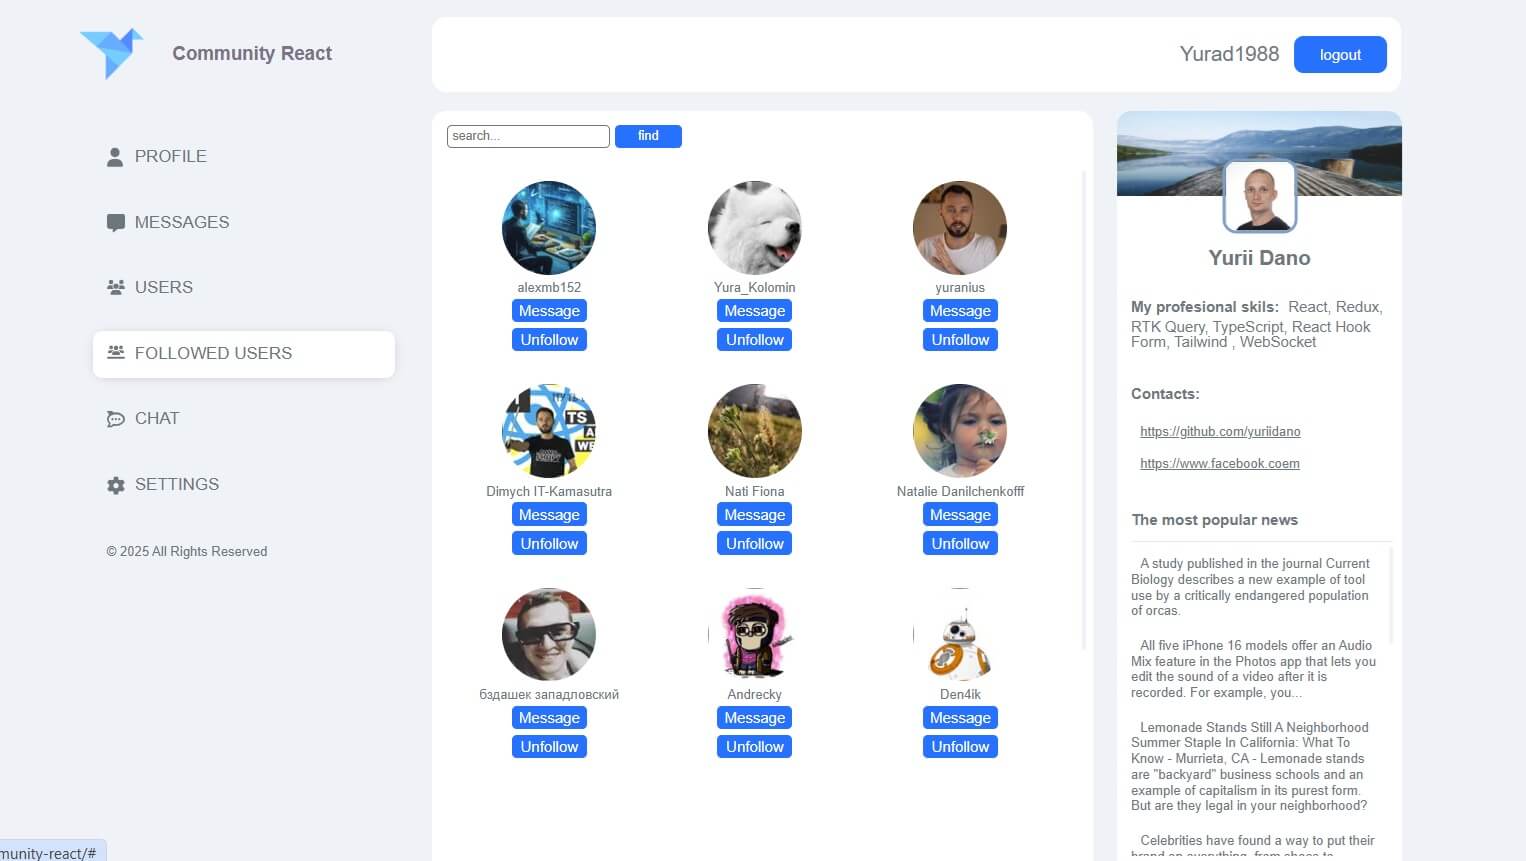 Community React
Yurad1988
logout
PROFILE
MESSAGES
USERS
FOLLOWED USERS
CHAT
SETTINGS
© 2025 All Rights Reserved
search...
find
alexmb152
Message
Unfollow
Yura_Kolomin
Message
Unfollow
yuranius
Message
Unfollow
TS
WE
Dimych IT-Kamasutra
Message
Unfollow
Nati Fiona
Message
Unfollow
Natalie Danilchenkofff
Message
Unfollow
бздашек западловский
Message
Unfollow
Andrecky
Message
Unfollow
Den4ik
Message
Unfollow
Yurii Dano
My profesional skils: React, Redux,
RTK Query, TypeScript, React Hook
Form, Tailwind , WebSocket
Contacts:
https://github.com/yuriidano
https://www.facebook.coem
The most popular news
A study published in the journal Current
Biology describes a new example of tool
use by a critically endangered population
of orcas.
All five iPhone 16 models offer an Audio
Mix feature in the Photos app that lets you
edit the sound of a video after it is
recorded. For example, you...
Lemonade Stands Still A Neighborhood
Summer Staple In California: What To
Know - Murrieta, CA - Lemonade stands
are "backyard" business schools and an
example of capitalism in its purest form.
But are they legal in your neighborhood?
Celebrities have found a way to put their
brand on everything, from shoes to
munity-react/#